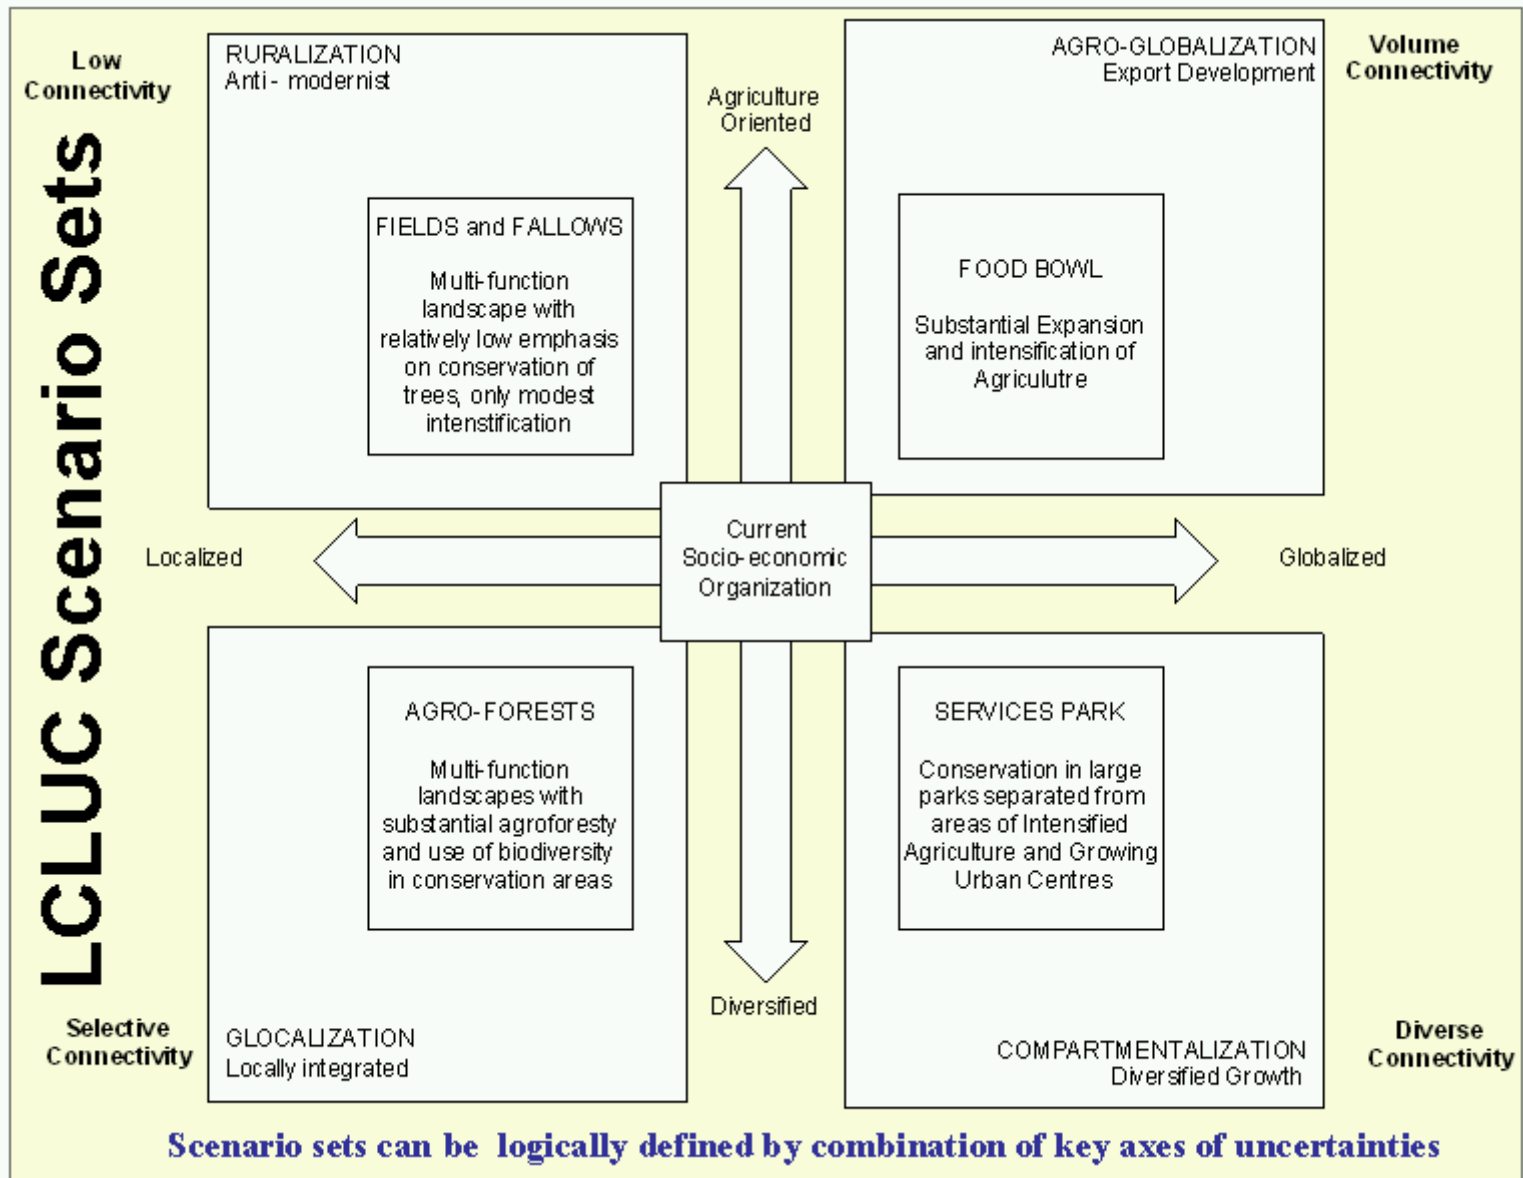 LCLUC Scenario Sets
Low
Connectivity
RURALIZATION
Anti - modernist
FIELDS and FALLOWS
Multi-function
landscape with
relatively low emphasis
on conservation of
trees, only modest
intenstification
Agriculture
Oriented
AGRO-GLOBALIZATION
Export Development
Volume
Connectivity
FOOD BOWL
Substantial Expansion
and intensification of
Agriculutre
Localized
Current
Socio-economic
Organization
Globalized
AGRO-FORESTS
Multi-function
landscapes with
substantial agroforesty
and use of biodiversity
in conservation areas
SERVICES PARK
Conservation in large
parks separated from
areas of Intensified
Agriculture and Growing
Urban Centres
Diversified
Selective
Connectivity
GLOCALIZATION
Locally integrated
COMPARTMENTALIZATION
Diversified Growth
Diverse
Connectivity
Scenario sets can be logically defined by combination of key axes of uncertainties